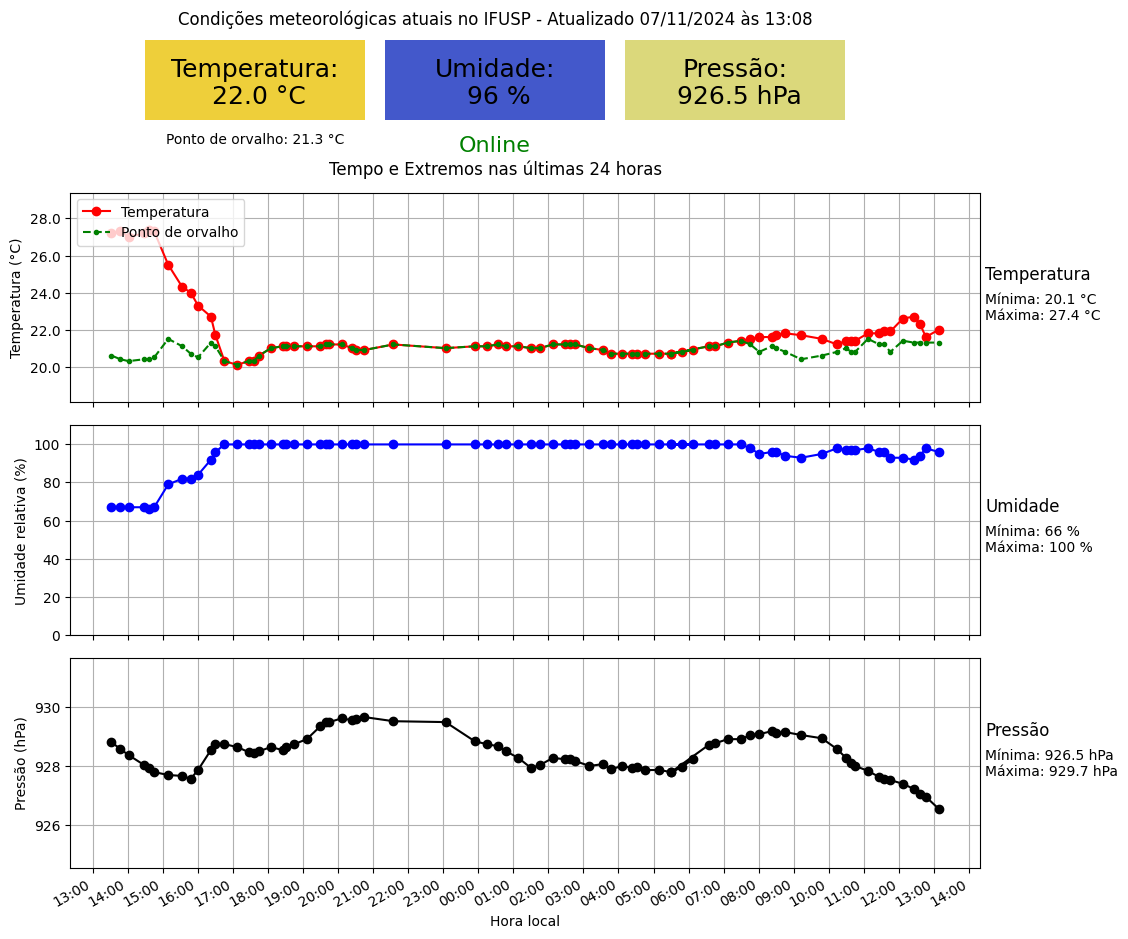 Condições meteorológicas atuais no IFUSP - Atualizado 07/11/2024 às 13:08
Temperatura:
22.0 °C
Umidade:
96 %
Pressão:
926.5 hPa
Ponto de orvalho: 21.3 °C
Online
Tempo e Extremos nas últimas 24 horas
Temperatura (°C)
28.0
26.0
24.0
22.0
20.0
Temperatura
Ponto de orvalho
Temperatura
Mínima: 20.1 °C
Máxima: 27.4 °C
Umidade relativa (%)
100
80
60
40
20
0
Umidade
Mínima: 66 %
Máxima: 100 %
Pressão (hPa)
930
928
926
Pressão
Mínima: 926.5 hPa
Máxima: 929.7 hPa
13:00 14:00 15:00 16:00 17:00 18:00 19:00 20:00 21:00 22:00 23:00 00:00 01:00 02:00 03:00 04:00 05:00 06:00 07:00 08:00 09:00 10:00 11:00 12:00 13:00 14:00
Hora local